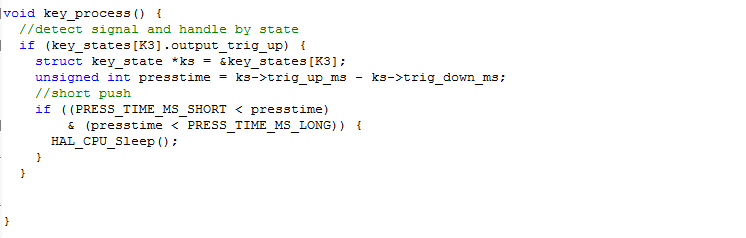 void key_process() {
  //detect signal and handle by state
  if (key_states[K3].output_trig_up) {
    struct key_state *ks = &key_states[K3];
    unsigned int presstime = ks->trig_up_ms - ks->trig_down_ms;
    //short push
    if ((PRESS_TIME_MS_SHORT < presstime)
        & (presstime < PRESS_TIME_MS_LONG)) {
      HAL_CPU_Sleep();
    }
  }
}